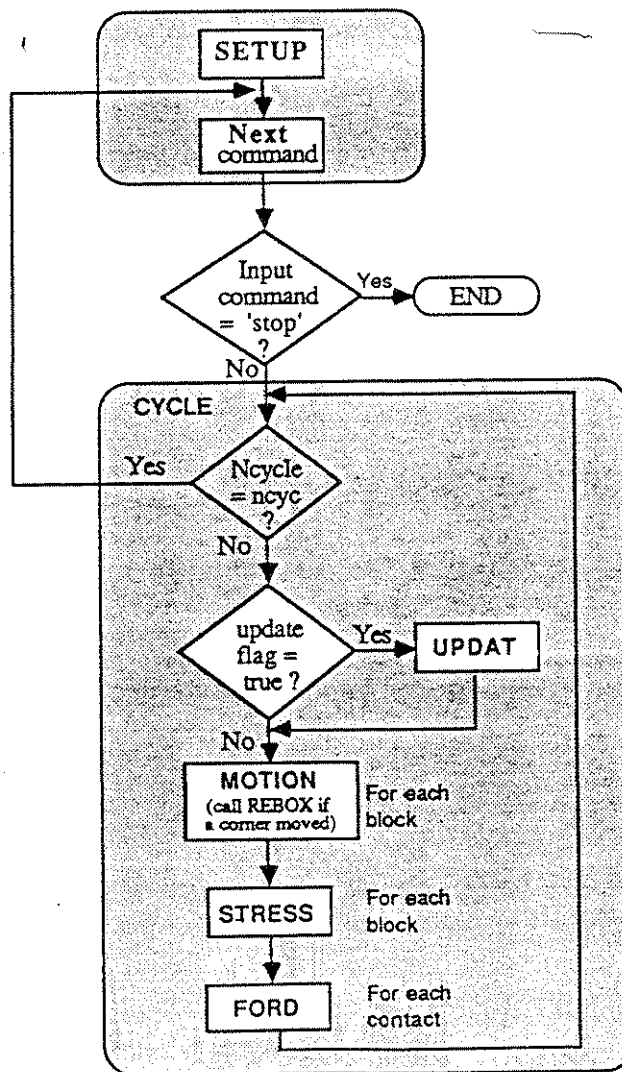 SETUP
Next
command
Input
command
= 'stop'
?
Yes
END
No
CYCLE
Yes
Ncycle
= ncyc
?
No
update
flag =
true ?
Yes
UPDAT
No
MOTION
(call REBOX if
a corner moved)
For each
block
STRESS
For each
block
FORD
For each
contact